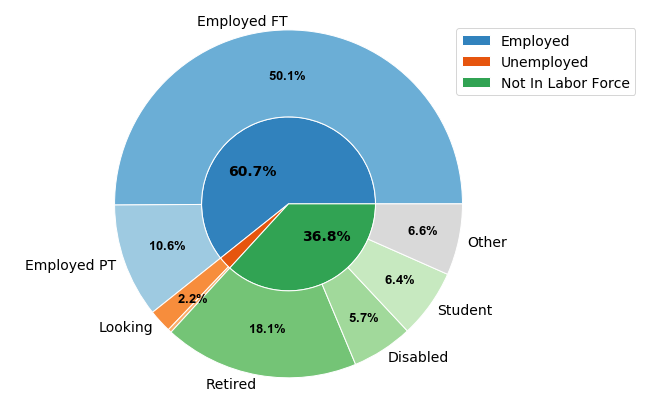 Employed FT
Employed
Unemployed
Not In Labor Force
50.1%
60.7%
36.8%
6.6%
Other
10.6%
Employed PT
6.4%
Student
2.2%
Looking
5.7%
Disabled
18.1%
Retired